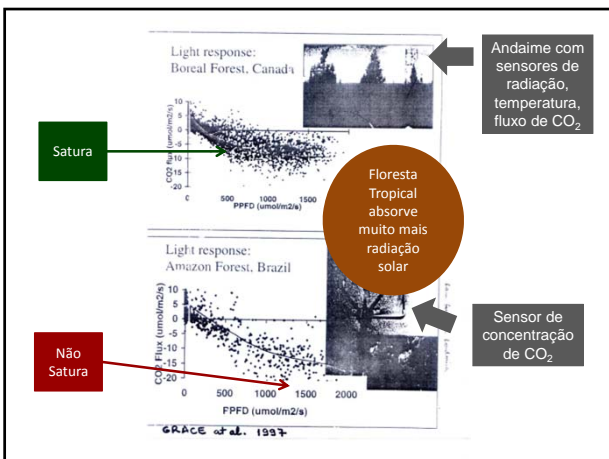 Light response:
Boreal Forest, Canada
Andaime com
sensores de
radiação,
temperatura,
fluxo de CO2
Satura
CO2 flux (umol/m2/s)
10
5
0
-5
-10
-15
-20
0
500
1000
1500
PPFD (umol/m2/s)
Floresta
Tropical
absorve
muito mais
radiação
solar
Light response:
Amazon Forest, Brazil
Sensor de
concentração
de CO2
Não
Satura
CO2 Flux (umol/m2/s)
10
5
0
-5
-10
-15
-20
0
500
1000
1500
2000
PPFD (umol/m2/s)
GRACE et al. 1997